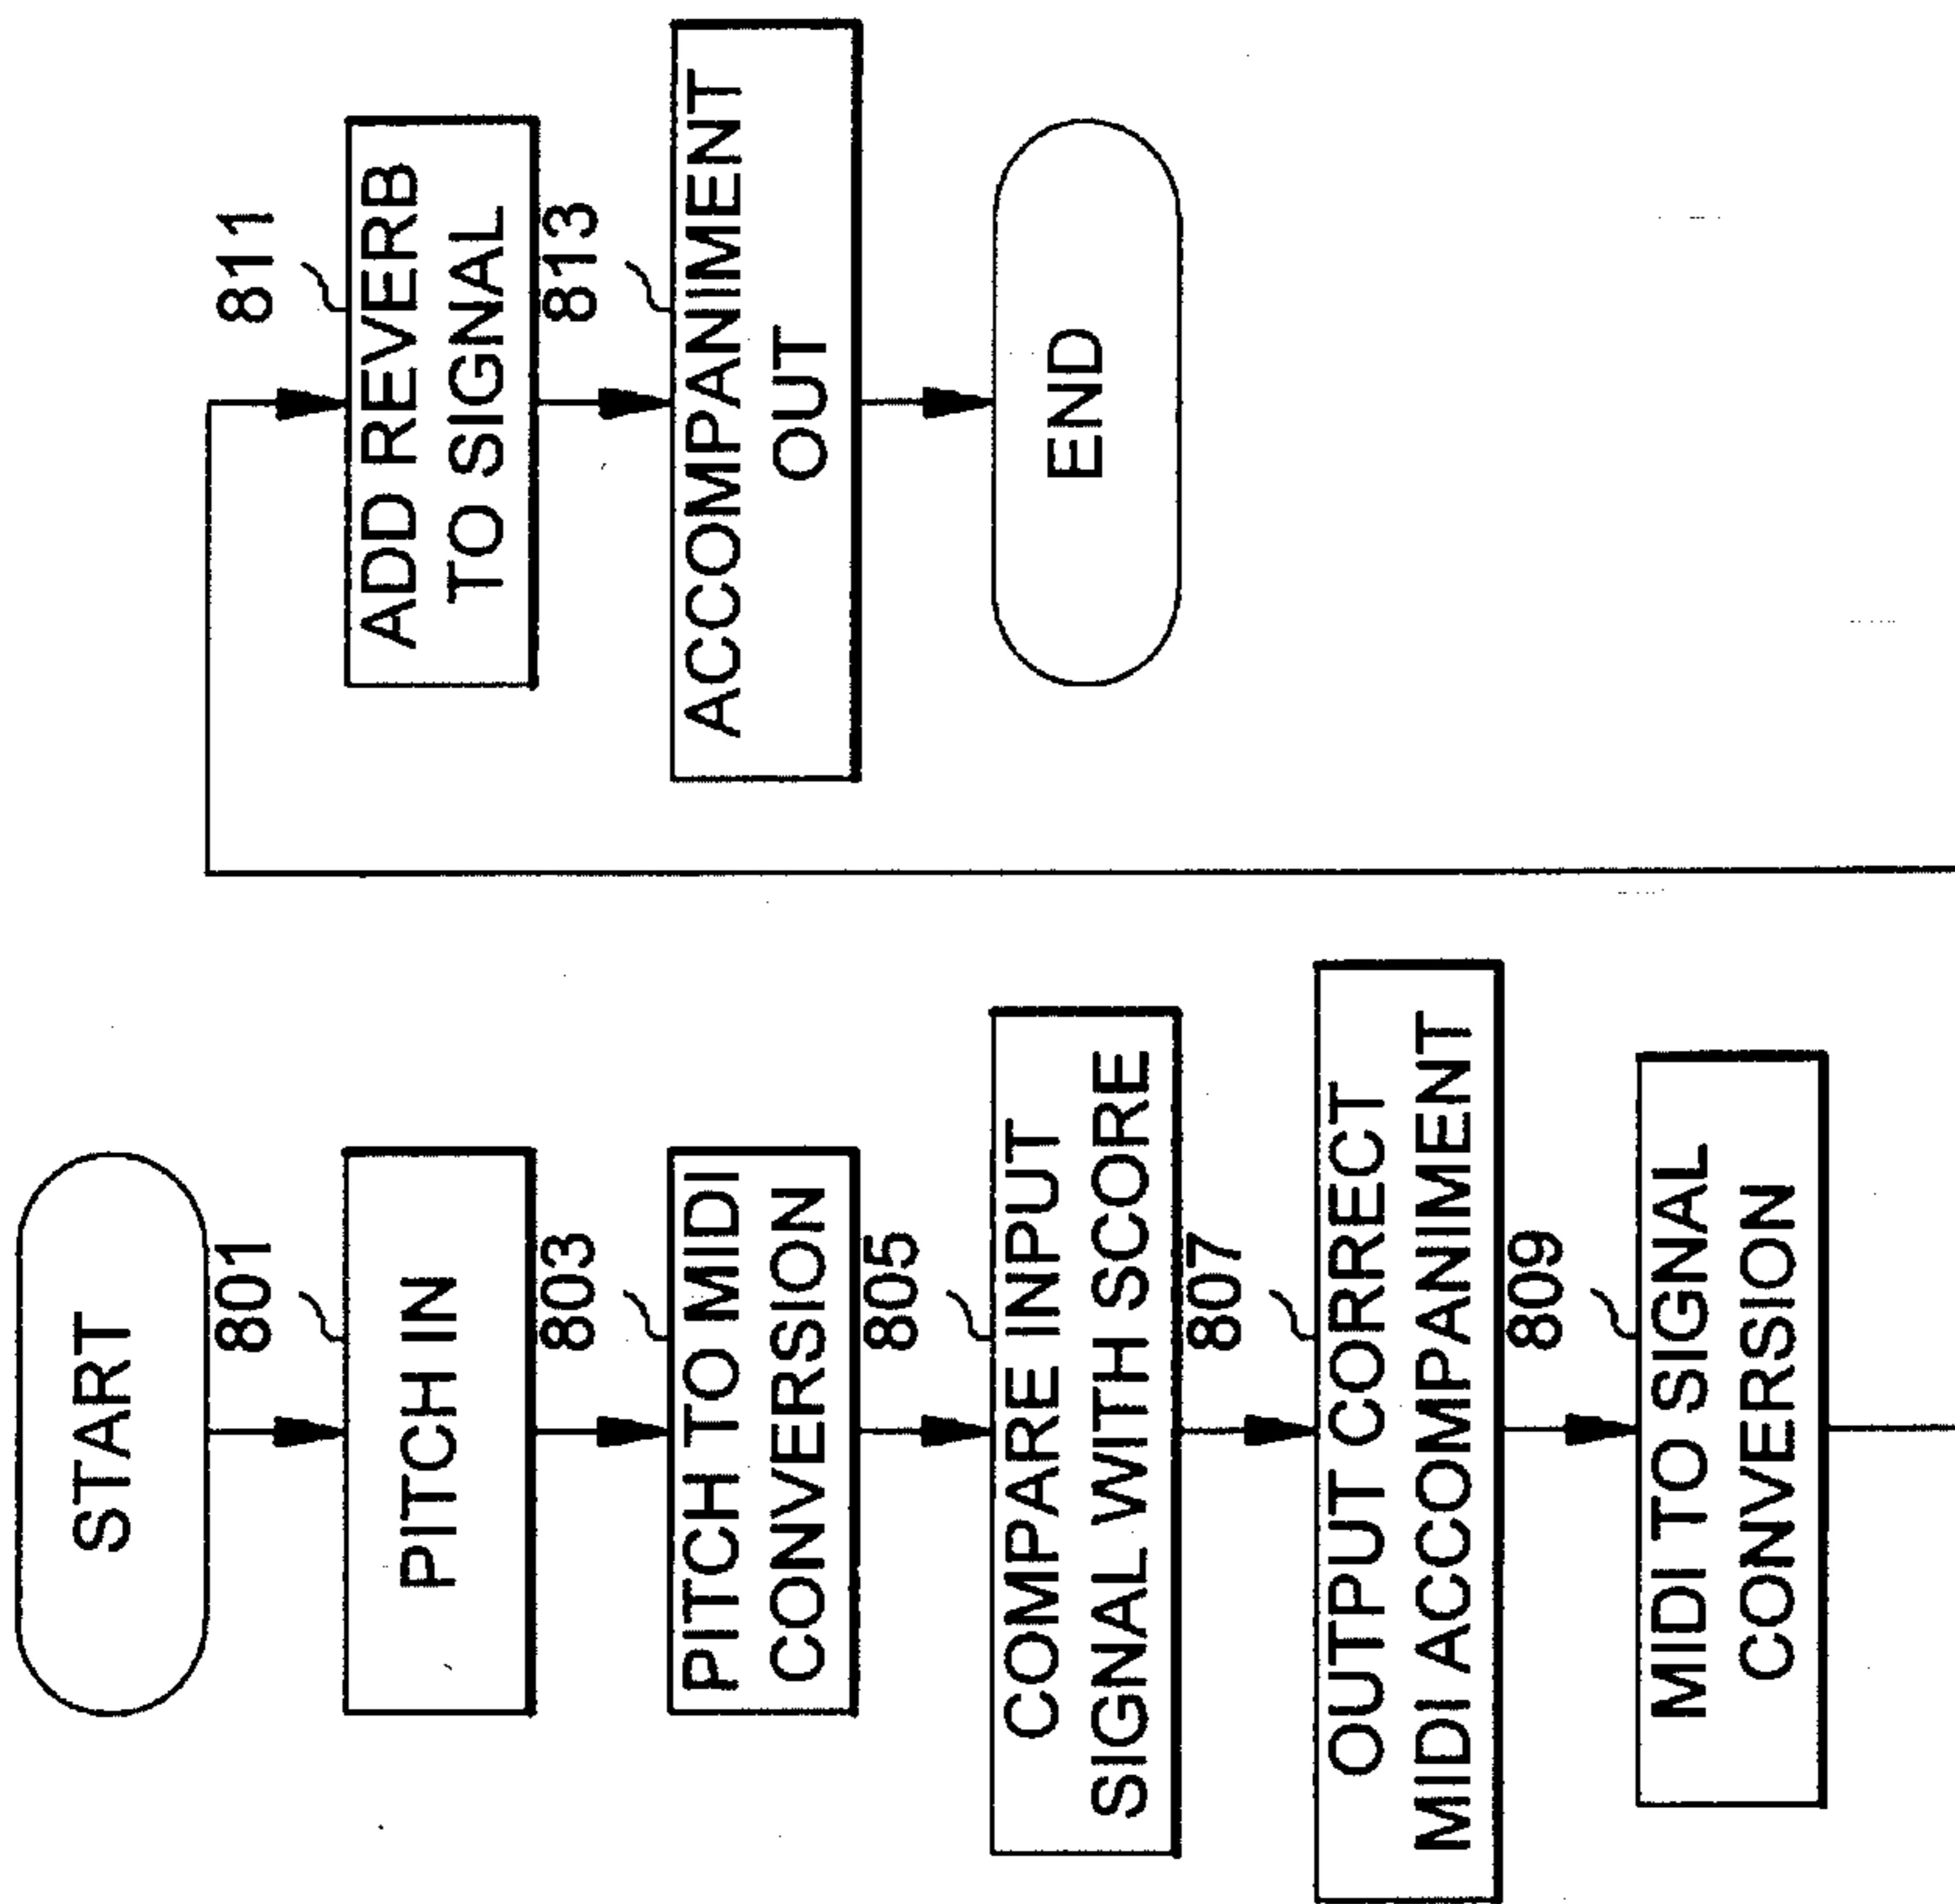 START
801
PITCH IN
803
PITCH TO MIDI
CONVERSION
805
COMPARE INPUT
SIGNAL WITH SCORE
807
OUTPUT CORRECT
MIDI ACCOMPANIMENT
809
MIDI TO SIGNAL
CONVERSION
811
ADD REVERB
TO SIGNAL
813
ACCOMPANIMENT
OUT
END